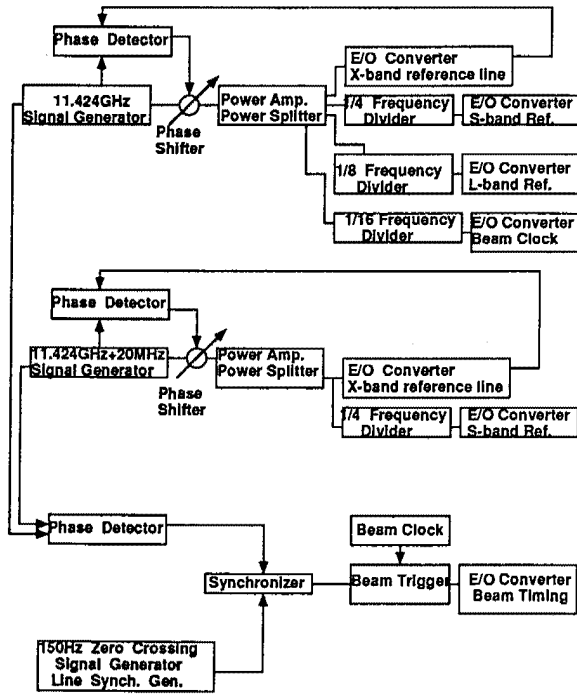 Phase Detector
E/O Converter
X-band reference line
11.424GHz
Signal Generator
Phase
Shifter
Power Amp.
Power Splitter
1/4 Frequency
Divider
E/O Converter
S-band Ref.
1/8 Frequency
Divider
E/O Converter
L-band Ref.
1/16 Frequency
Divider
E/O Converter
Beam Clock
Phase Detector
11.424GHz+20MHz
Signal Generator
Phase
Shifter
Power Amp.
Power Splitter
E/O Converter
X-band reference line
1/4 Frequency
Divider
E/O Converter
S-band Ref.
Phase Detector
Beam Clock
Synchronizer
Beam Trigger
E/O Converter
Beam Timing
150Hz Zero Crossing
Signal Generator
Line Synch. Gen.